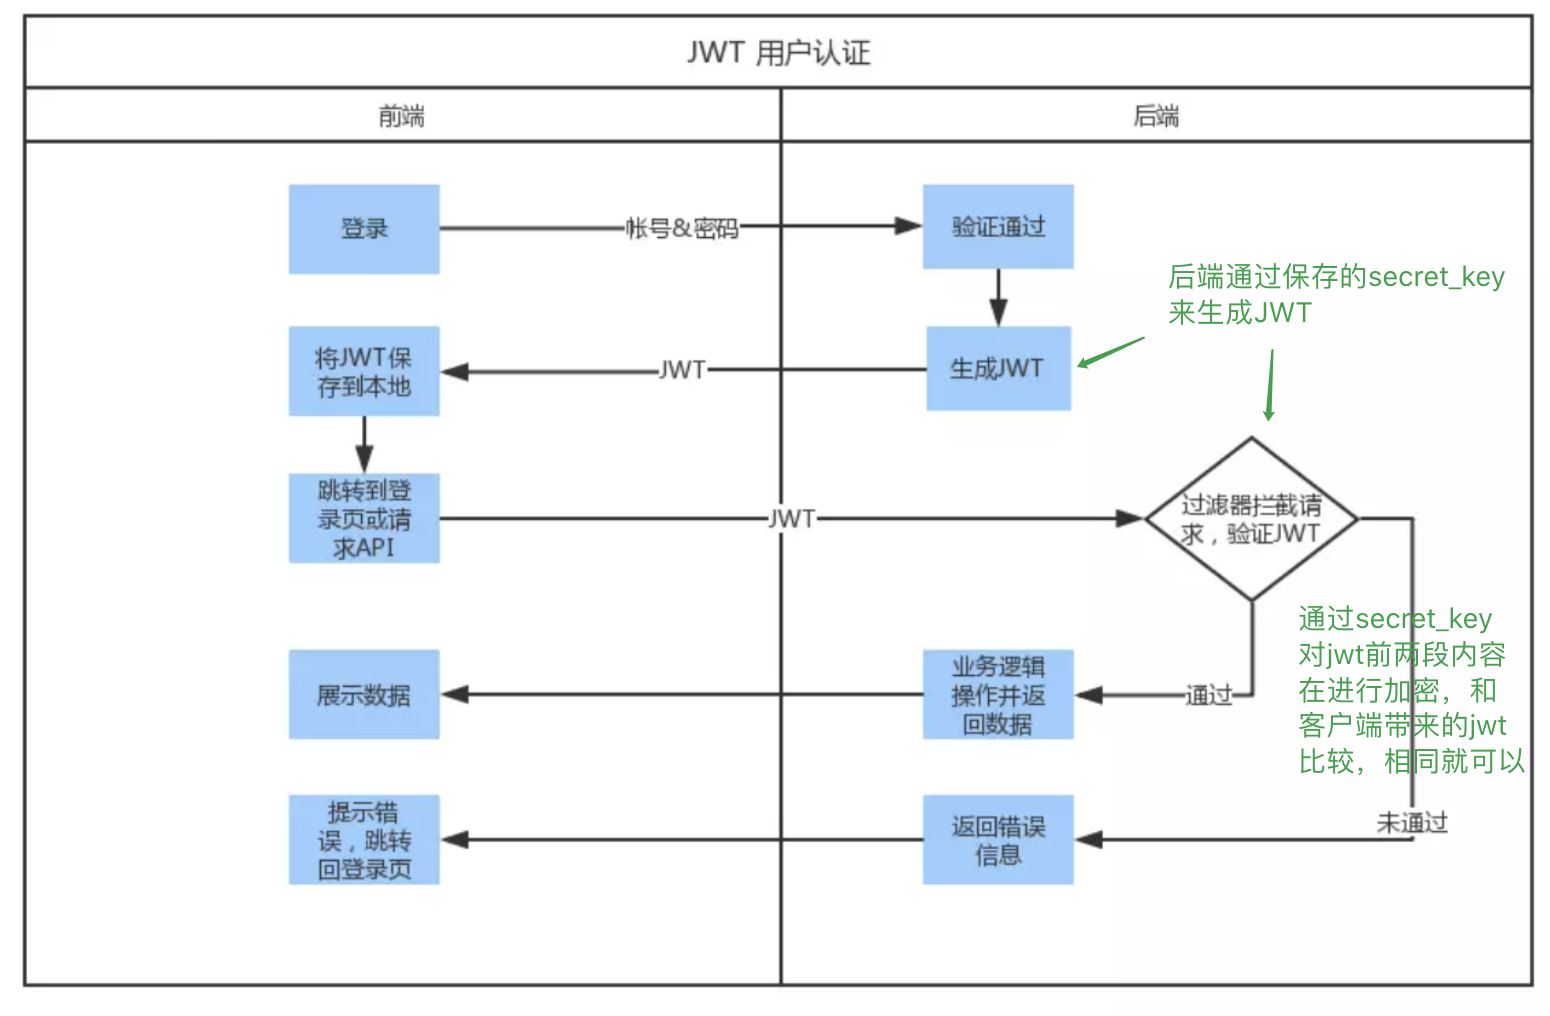 JWT 用户认证
前端
后端
登录
帐号&密码
验证通过
后端通过保存的secret_key
来生成JWT
将JWT保
存到本地
JWT
生成JWT
跳转到登
录页或请
求API
JWT
过滤器拦截请
求，验证JWT
通过secret_key
对jwt前两段内容
在进行加密，和
客户端带来的jwt
比较，相同就可以
展示数据
业务逻辑
操作并返
回数据
通过
提示错
误，跳转
回登录页
返回错误
信息
未通过